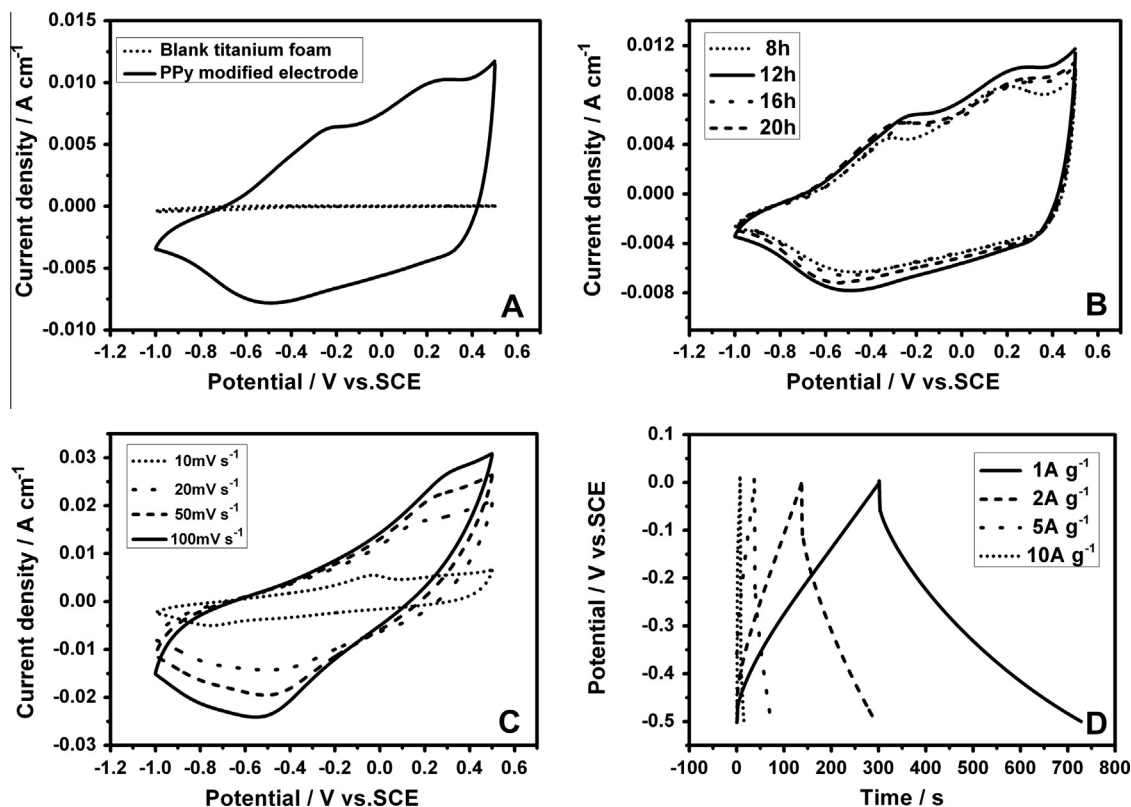 0.015
Blank titanium foam
PPy modified electrode
0.010
0.005
0.000
-0.005
-0.010
Current density / A cm⁻¹
A
-1.2 -1.0 -0.8 -0.6 -0.4 -0.2 0.0 0.2 0.4 0.6
Potential / V vs.SCE
0.012
8h
12h
16h
20h
0.008
0.004
0.000
-0.004
-0.008
Current density / A cm⁻¹
B
-1.2 -1.0 -0.8 -0.6 -0.4 -0.2 0.0 0.2 0.4 0.6
Potential / V vs.SCE
0.03
10mV s⁻¹
20mV s⁻¹
50mV s⁻¹
100mV s⁻¹
0.02
0.01
0.00
-0.01
-0.02
-0.03
Current density / A cm⁻¹
C
-1.2 -1.0 -0.8 -0.6 -0.4 -0.2 0.0 0.2 0.4 0.6
Potential / V vs.SCE
0.1
1A g⁻¹
2A g⁻¹
5A g⁻¹
10A g⁻¹
0.0
-0.1
-0.2
-0.3
-0.4
-0.5
Potential / V vs.SCE
D
-100 0 100 200 300 400 500 600 700 800
Time / s